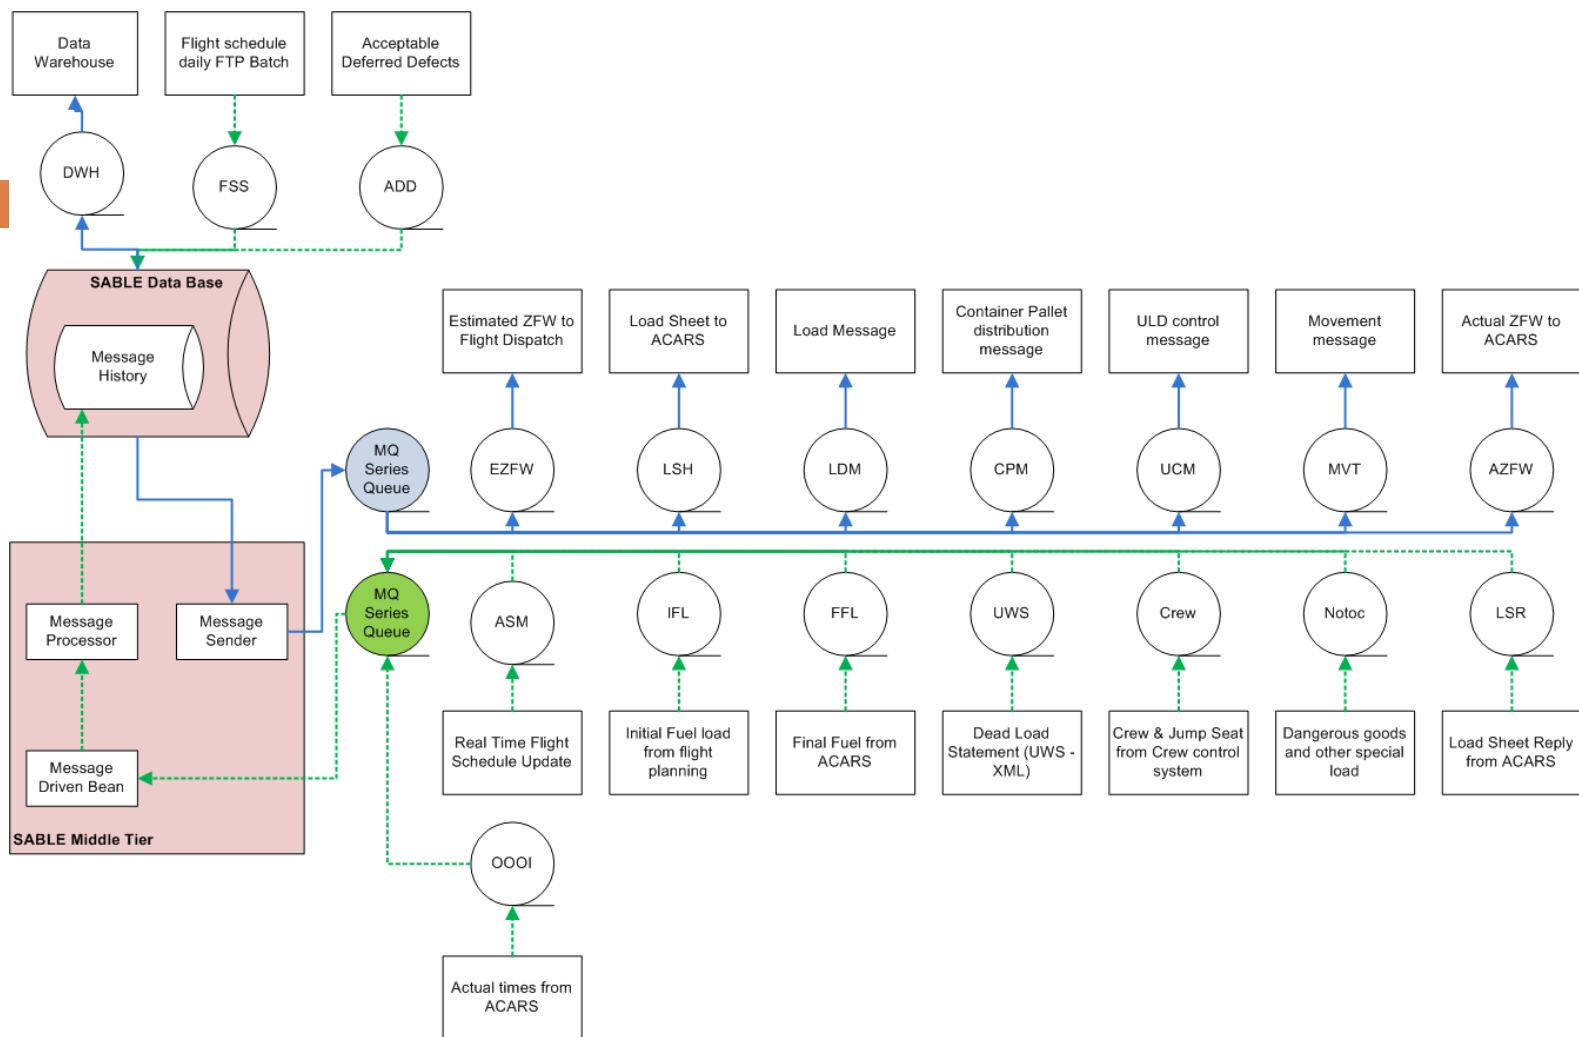 Data
Warehouse
Flight schedule
daily FTP Batch
Acceptable
Deferred Defects
DWH
FSS
ADD
SABLE Data Base
Message
History
Estimated ZFW to
Flight Dispatch
Load Sheet to
ACARS
Load Message
Container Pallet
distribution
message
ULD control
message
Movement
message
Actual ZFW to
ACARS
MQ
Series
Queue
EZFW
LSH
LDM
CPM
UCM
MVT
AZFW
Message
Processor
Message
Sender
MQ
Series
Queue
ASM
IFL
FFL
UWS
Crew
Notoc
LSR
Message
Driven Bean
SABLE Middle Tier
Real Time Flight
Schedule Update
Initial Fuel load
from flight
planning
Final Fuel from
ACARS
Dead Load
Statement (UWS -
XML)
Crew & Jump Seat
from Crew control
system
Dangerous goods
and other special
load
Load Sheet Reply
from ACARS
OOOI
Actual times from
ACARS